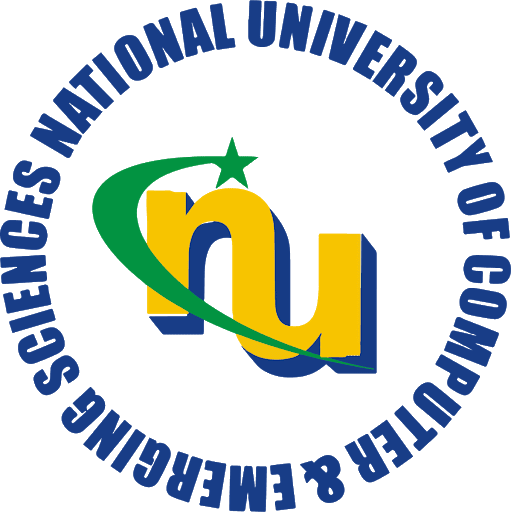 NATIONAL UNIVERSITY OF COMPUTER & EMERGING SCIENCES
nu